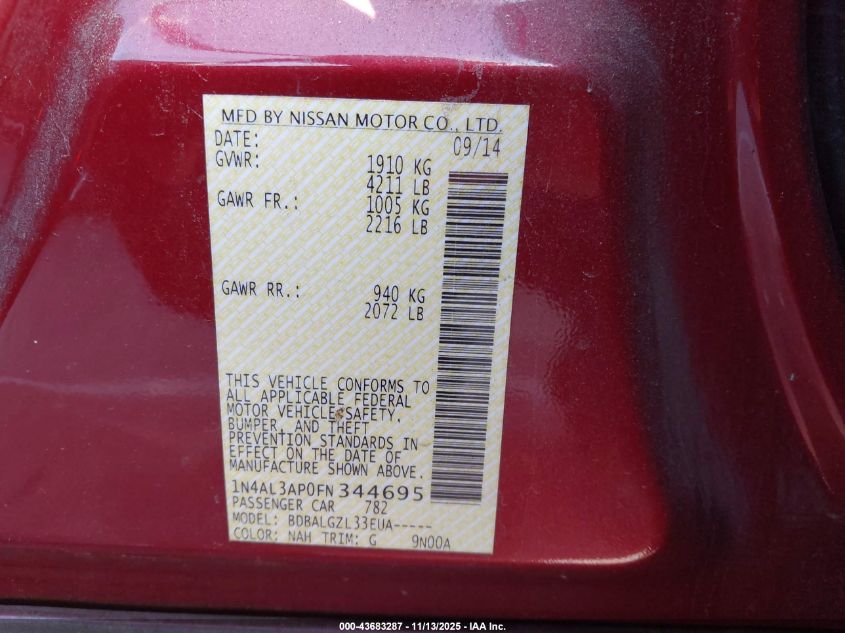 MFD BY NISSAN MOTOR CO., LTD.
DATE: 09/14
GVWR: 1910 KG
4211 LB
GAWR FR.: 1005 KG
2216 LB
GAWR RR.: 940 KG
2072 LB
THIS VEHICLE CONFORMS TO
ALL APPLICABLE FEDERAL
MOTOR VEHICLE SAFETY,
BUMPER, AND THEFT
PREVENTION STANDARDS IN
EFFECT ON THE DATE OF
MANUFACTURE SHOWN ABOVE.
1N4AL3AP0FN344695
PASSENGER CAR 782
MODEL: BDBALGZL33EUA-----
COLOR: NAH TRIM: G 9N00A
000-43683287 - 11/13/2025 - IAA Inc.